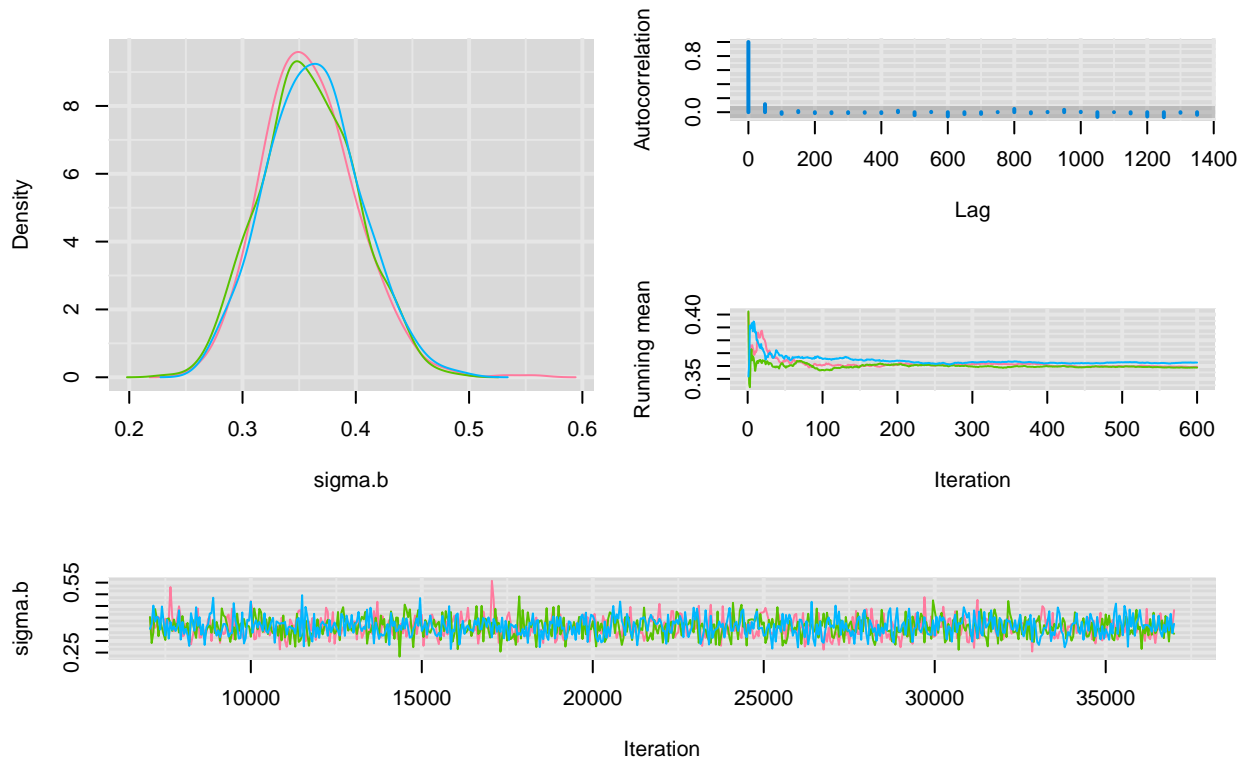 Density
0
2
4
6
8
0.2 0.3 0.4 0.5 0.6
sigma.b
Autocorrelation
0.0
0.8
0 200 400 600 800 1000 1200 1400
Lag
Running mean
0.35
0.40
0 100 200 300 400 500 600
Iteration
sigma.b
0.25
0.55
10000 15000 20000 25000 30000 35000
Iteration